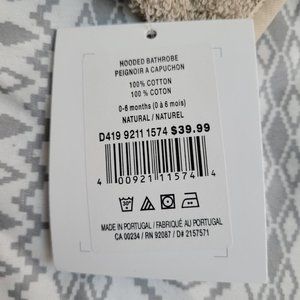 HOODED BATHROBE
PEIGNOIR A CAPUCHON
100% COTTON
100 % COTON
0-6 months (0 à 6 mois)
NATURAL / NATUREL
D419 9211 1574 $39.99
4 00921 11574 4
MADE IN PORTUGAL / FABRIQUÉ AU PORTUGAL
CA 00234 / RN 92087 / D# 2157571